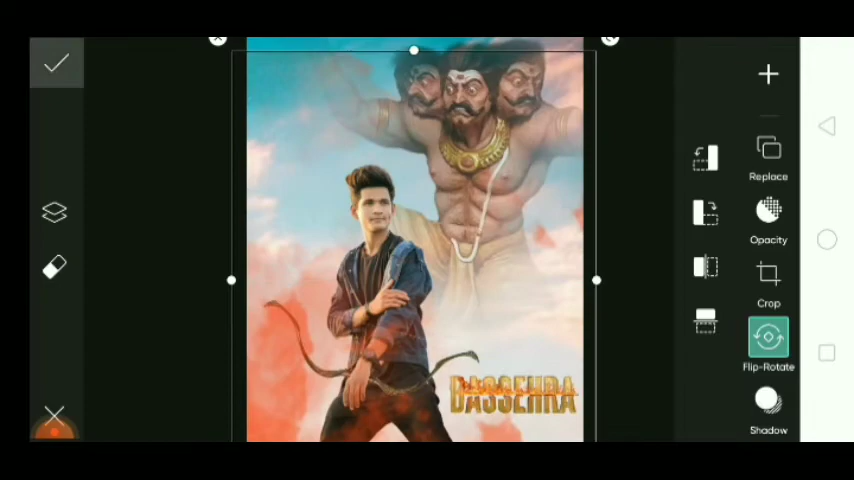 Replace
Opacity
Crop
Flip-Rotate
Shadow
DASSEHRA